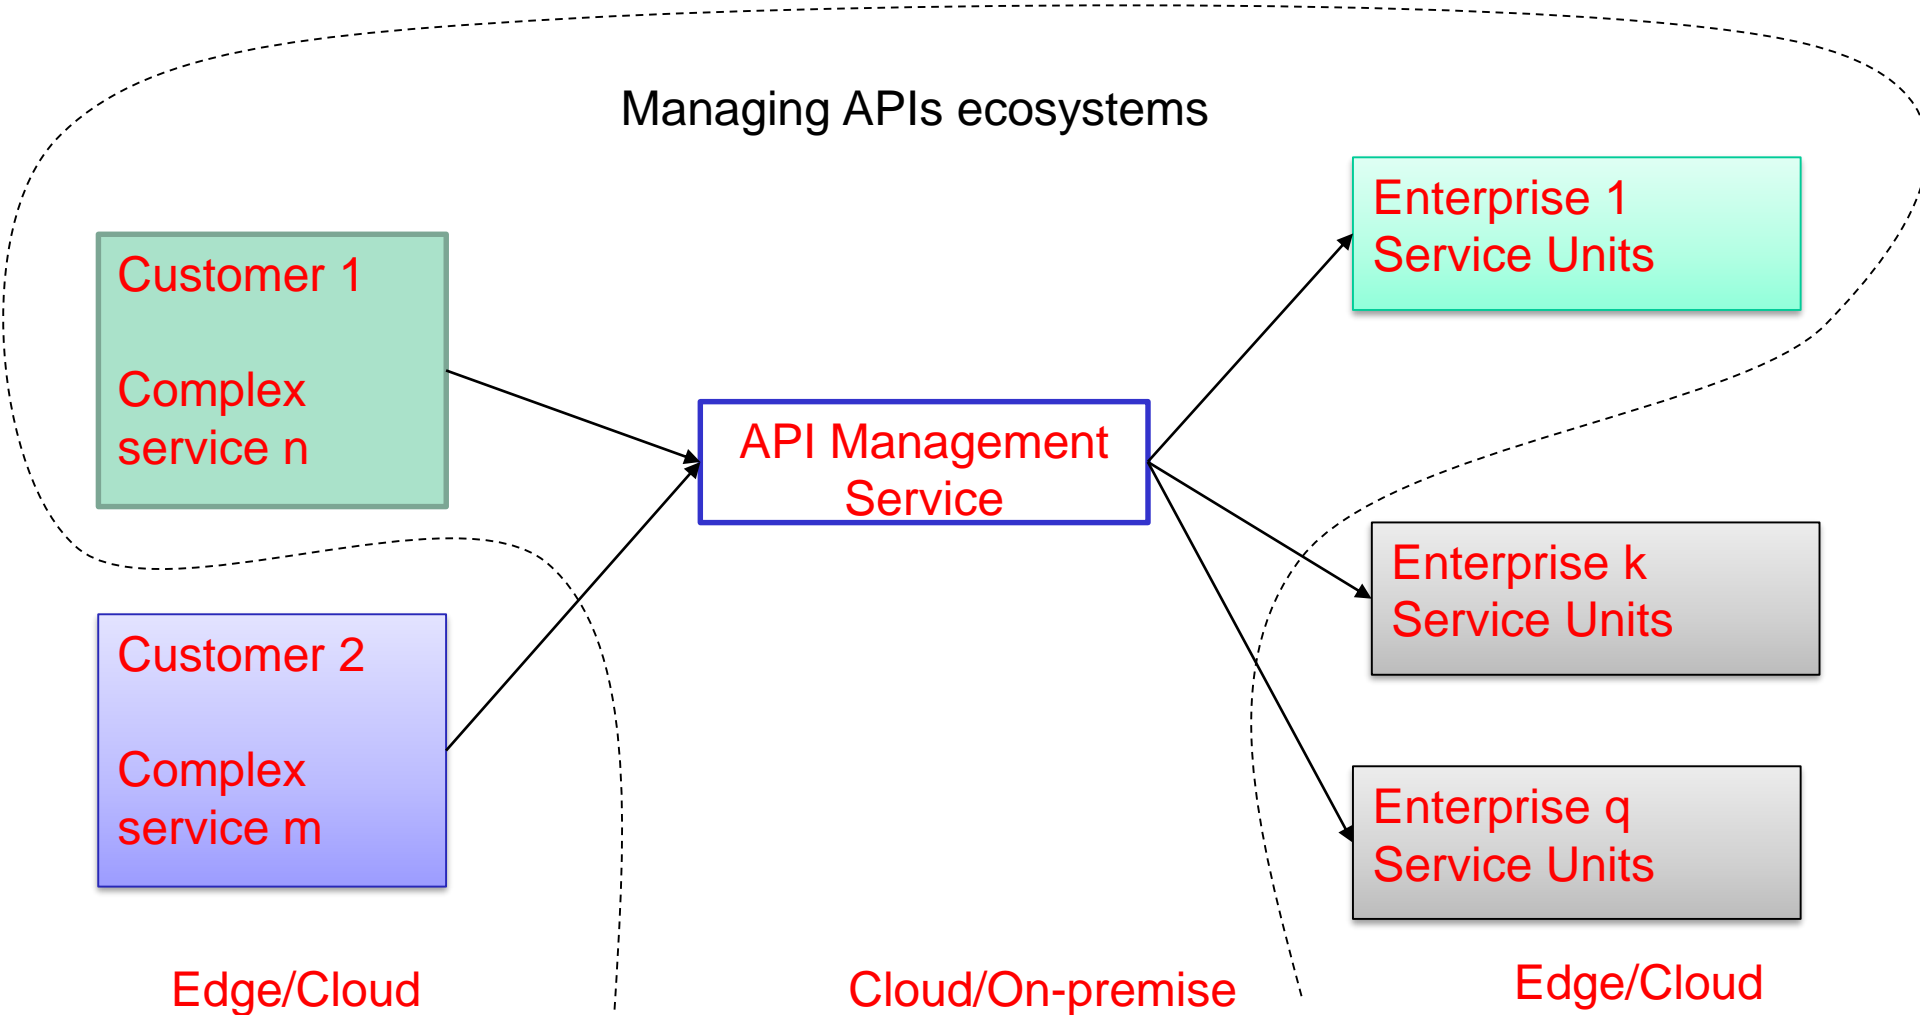 Managing APIs ecosystems
Customer 1
Complex
service n
Customer 2
Complex
service m
API Management
Service
Enterprise 1
Service Units
Enterprise k
Service Units
Enterprise q
Service Units
Edge/Cloud
Cloud/On-premise
Edge/Cloud